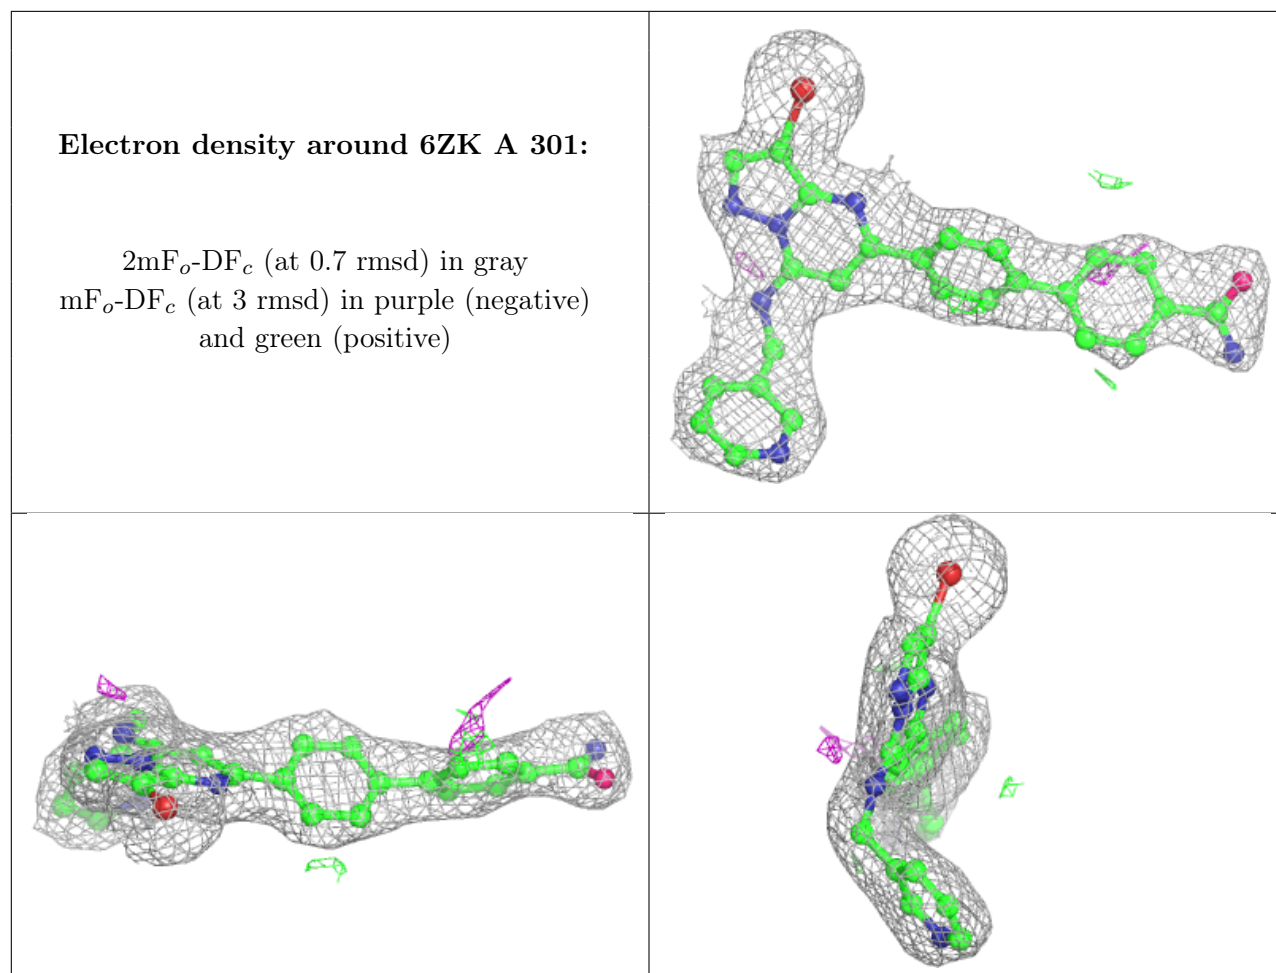 Electron density around 6ZK A 301:
2mFo-DFc (at 0.7 rmsd) in gray
mFo-DFc (at 3 rmsd) in purple (negative)
and green (positive)